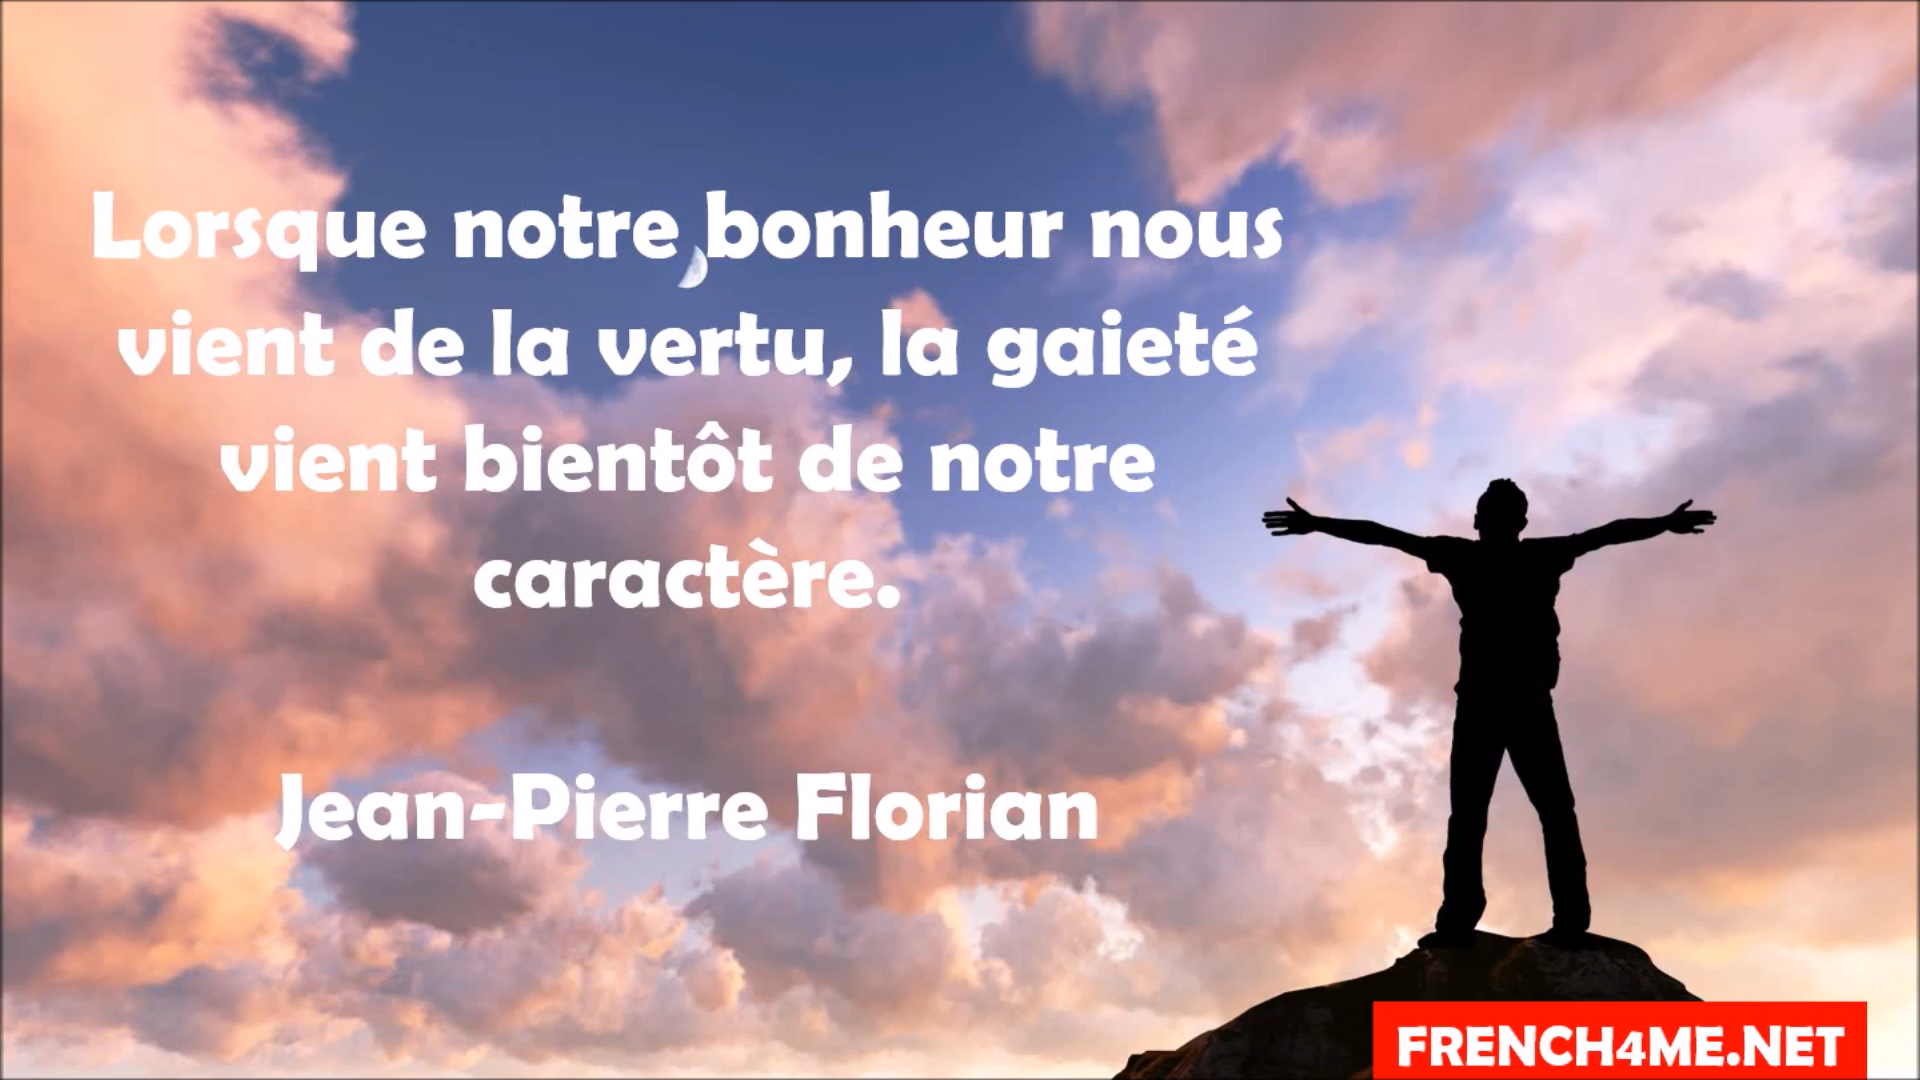 Lorsque notre bonheur nous
vient de la vertu, la gaieté
vient bientôt de notre
caractère.
Jean-Pierre Florian
FRENCH4ME.NET